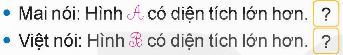 • Mai nói: Hình A có diện tích lớn hơn. ?
• Việt nói: Hình B có diện tích lớn hơn. ?